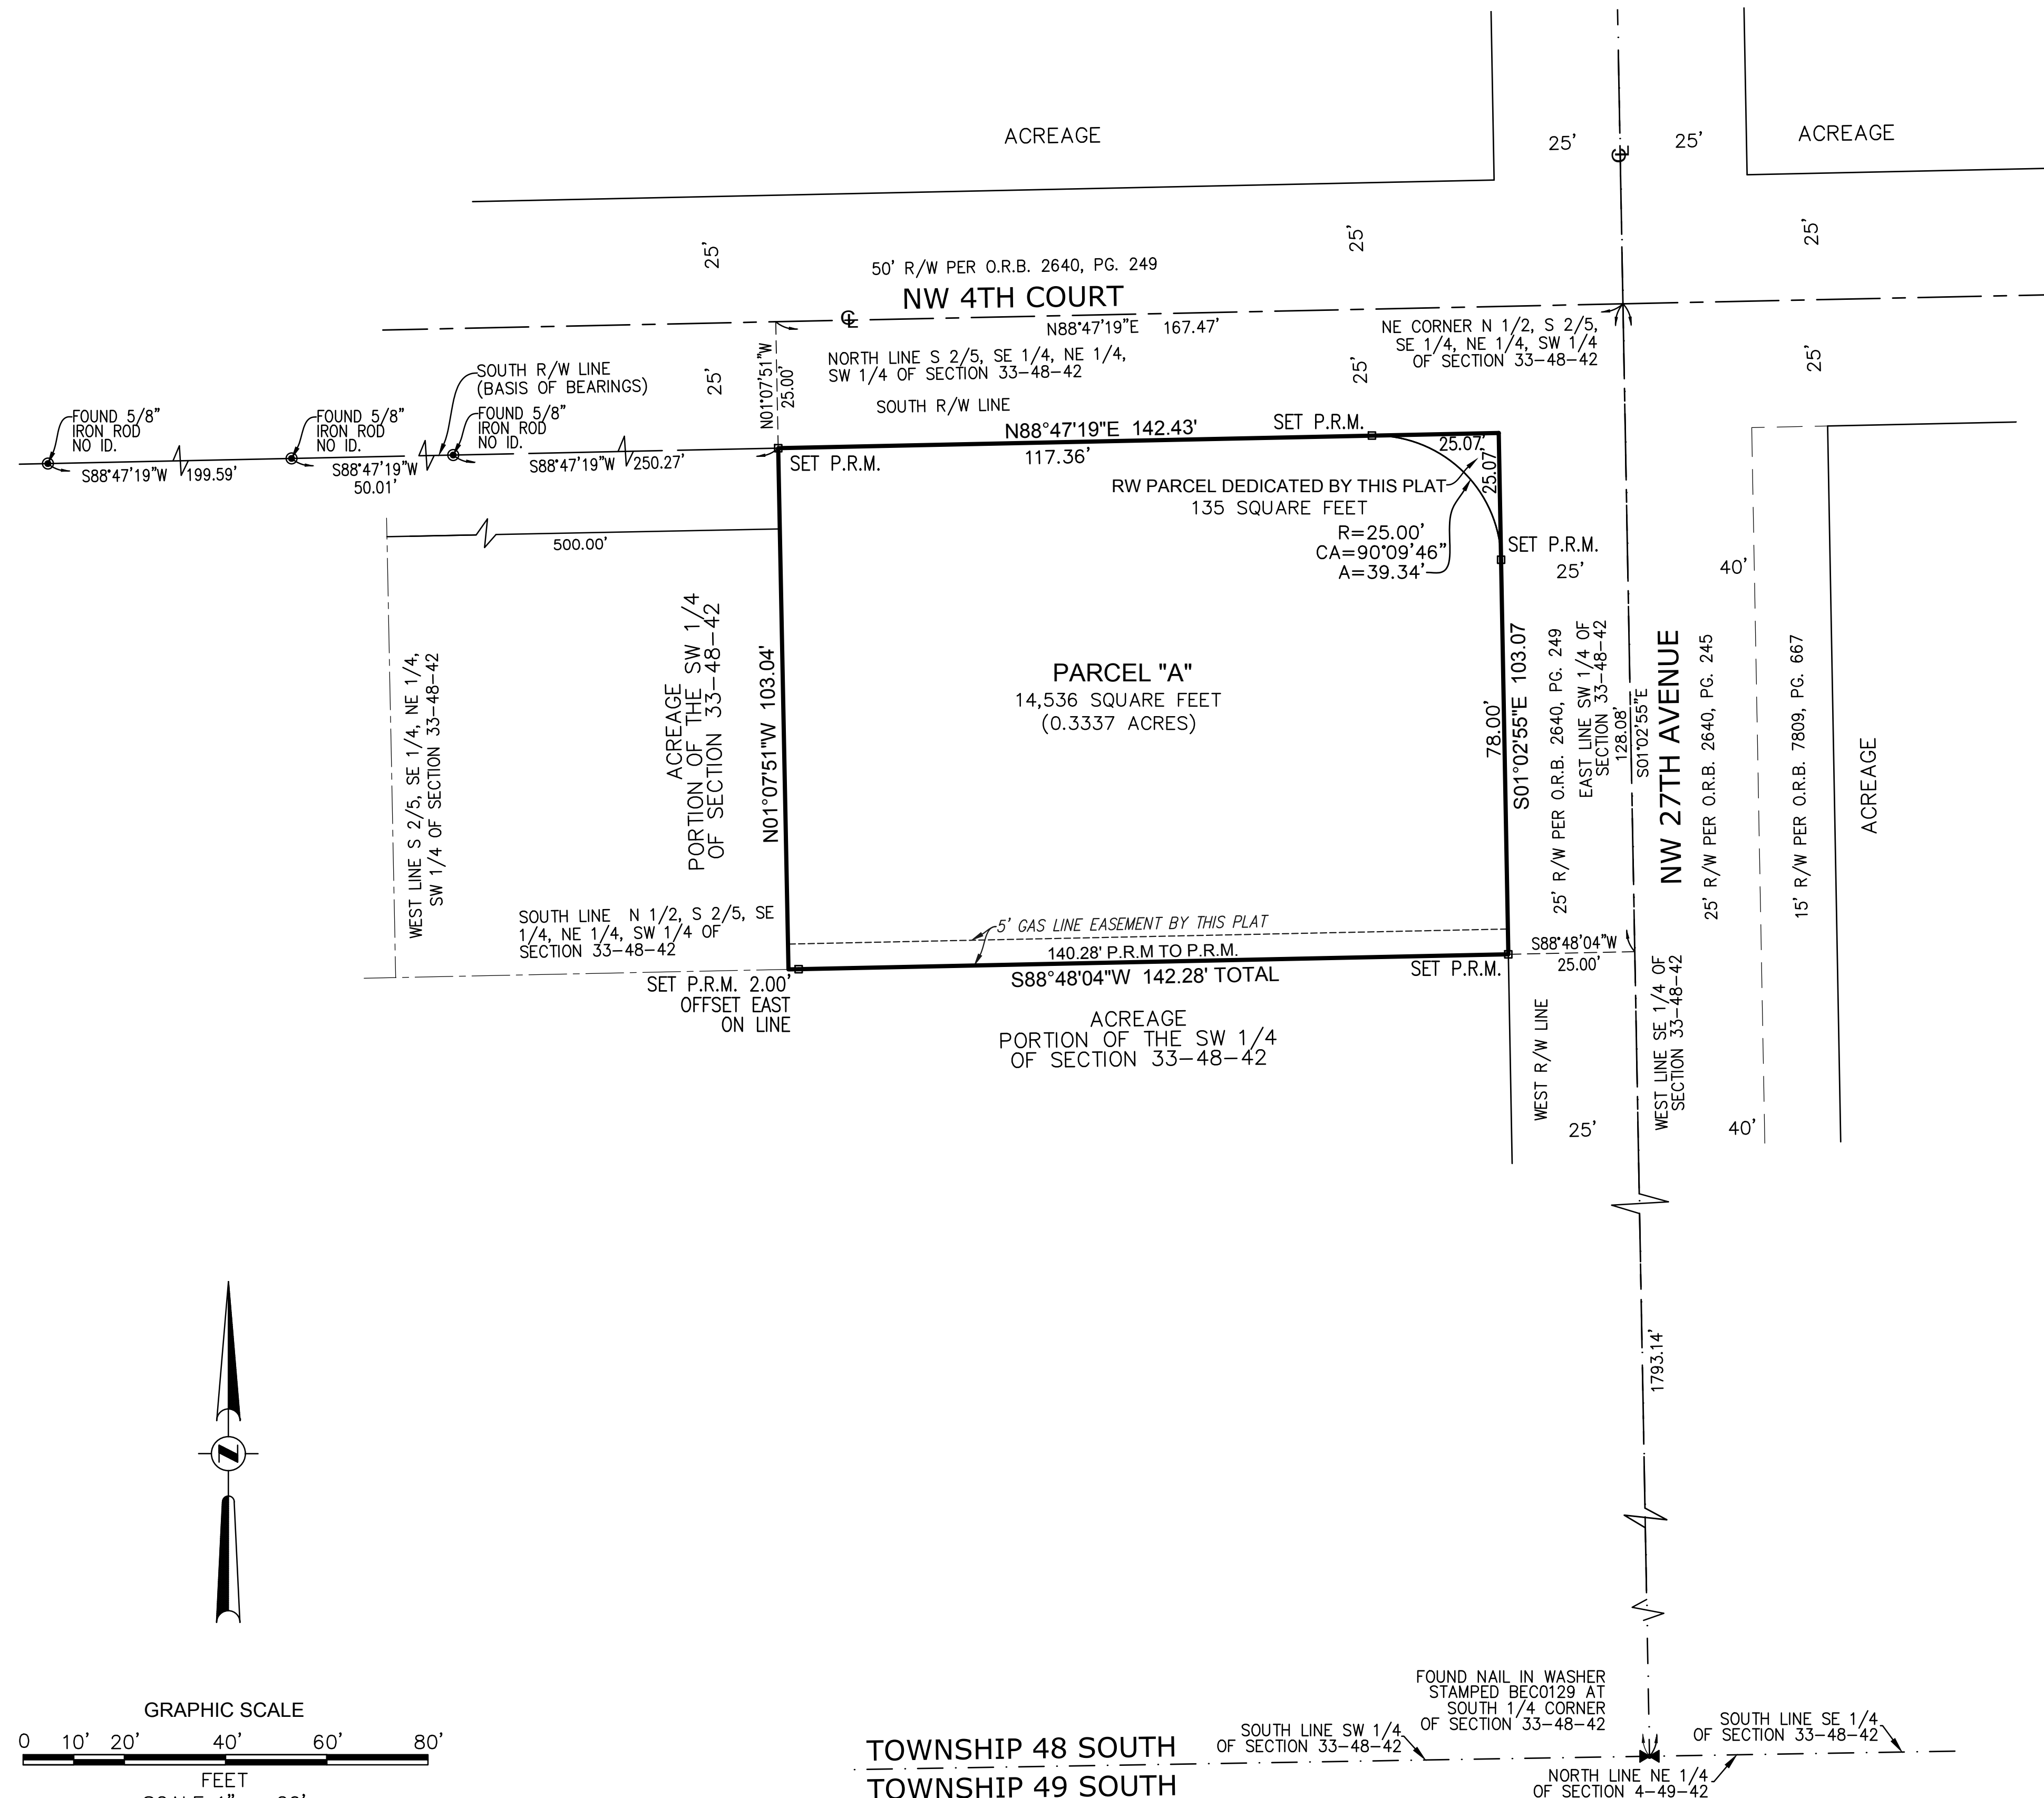 ACREAGE
25'
25'
ACREAGE
℄
25'
25'
25'
50' R/W PER O.R.B. 2640, PG. 249
NW 4TH COURT
℄
N88°47'19"E 167.47'
NORTH LINE S 2/5, SE 1/4, NE 1/4,
SW 1/4 OF SECTION 33-48-42
NE CORNER N 1/2, S 2/5,
SE 1/4, NE 1/4, SW 1/4
OF SECTION 33-48-42
25'
25'
25'
N01°07'51"W
25.00'
SOUTH R/W LINE
(BASIS OF BEARINGS)
SOUTH R/W LINE
FOUND 5/8"
IRON ROD
NO ID.
FOUND 5/8"
IRON ROD
NO ID.
FOUND 5/8"
IRON ROD
NO ID.
S88°47'19"W 199.59'
S88°47'19"W
50.01'
S88°47'19"W 250.27'
SET P.R.M.
N88°47'19"E 142.43'
117.36'
SET P.R.M.
25.07'
25.07'
RW PARCEL DEDICATED BY THIS PLAT
135 SQUARE FEET
R=25.00'
CA=90°09'46"
A=39.34'
SET P.R.M.
25'
40'
500.00'
WEST LINE S 2/5, SE 1/4, NE 1/4,
SW 1/4 OF SECTION 33-48-42
ACREAGE
PORTION OF THE SW 1/4
OF SECTION 33-48-42
N01°07'51"W 103.04'
PARCEL "A"
14,536 SQUARE FEET
(0.3337 ACRES)
78.00'
S01°02'55"E 103.07
25' R/W PER O.R.B. 2640, PG. 249
EAST LINE SW 1/4 OF
SECTION 33-48-42
128.08'
S01°02'55"E
NW 27TH AVENUE
25' R/W PER O.R.B. 2640, PG. 245
15' R/W PER O.R.B. 7809, PG. 667
ACREAGE
SOUTH LINE N 1/2, S 2/5, SE
1/4, NE 1/4, SW 1/4 OF
SECTION 33-48-42
5' GAS LINE EASEMENT BY THIS PLAT
140.28' P.R.M TO P.R.M.
S88°48'04"W 142.28' TOTAL
SET P.R.M.
S88°48'04"W
25.00'
SET P.R.M. 2.00'
OFFSET EAST
ON LINE
ACREAGE
PORTION OF THE SW 1/4
OF SECTION 33-48-42
WEST R/W LINE
WEST LINE SE 1/4 OF
SECTION 33-48-42
25'
40'
1793.14'
N
GRAPHIC SCALE
0 10' 20' 40' 60' 80'
FEET
FOUND NAIL IN WASHER
STAMPED BEC0129 AT
SOUTH 1/4 CORNER
OF SECTION 33-48-42
SOUTH LINE SW 1/4
OF SECTION 33-48-42
SOUTH LINE SE 1/4
OF SECTION 33-48-42
TOWNSHIP 48 SOUTH
TOWNSHIP 49 SOUTH
NORTH LINE NE 1/4
OF SECTION 4-49-42